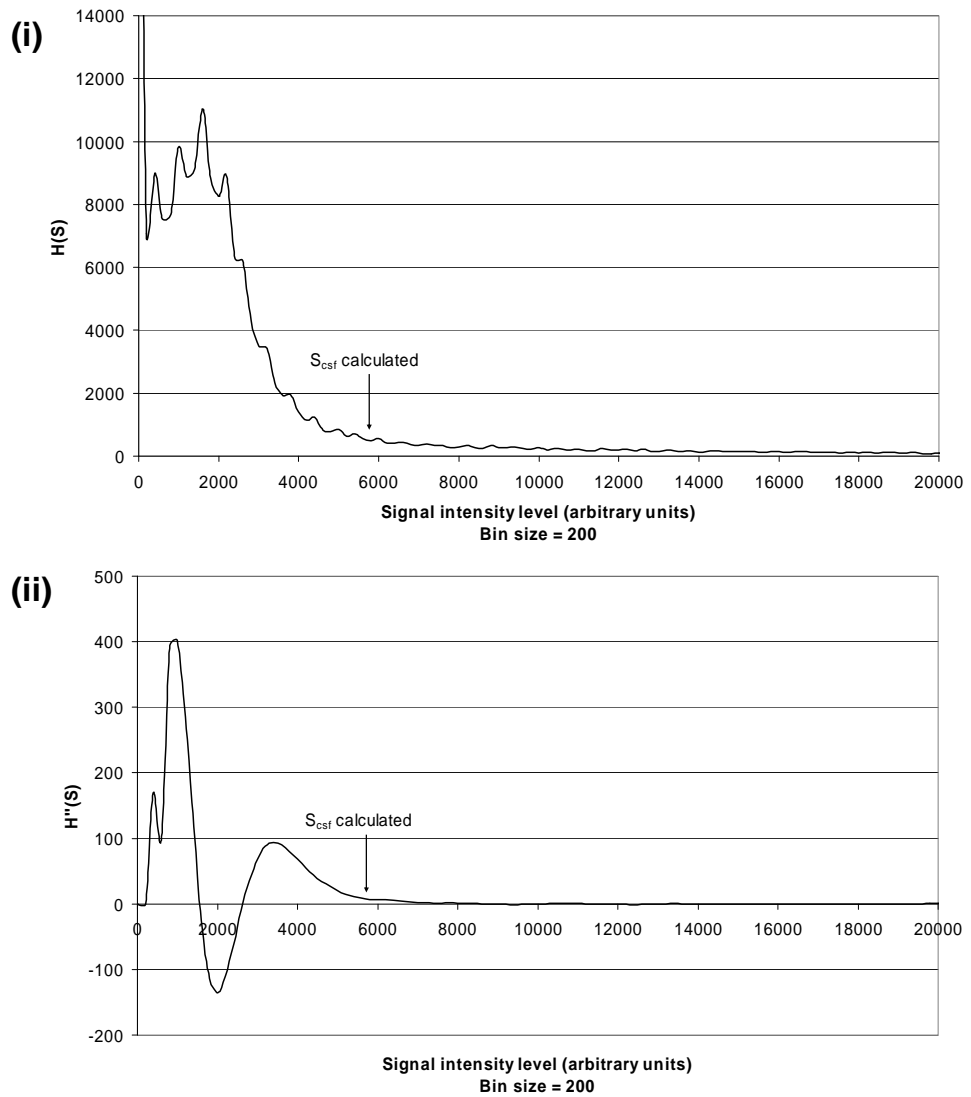 (i)
14000
12000
10000
8000
6000
4000
2000
0
H(S)
Scsf calculated
0 2000 4000 6000 8000 10000 12000 14000 16000 18000 20000
Signal intensity level (arbitrary units)
Bin size = 200
(ii)
500
400
300
200
100
0
-100
-200
H"(S)
Scsf calculated
0 2000 4000 6000 8000 10000 12000 14000 16000 18000 20000
Signal intensity level (arbitrary units)
Bin size = 200